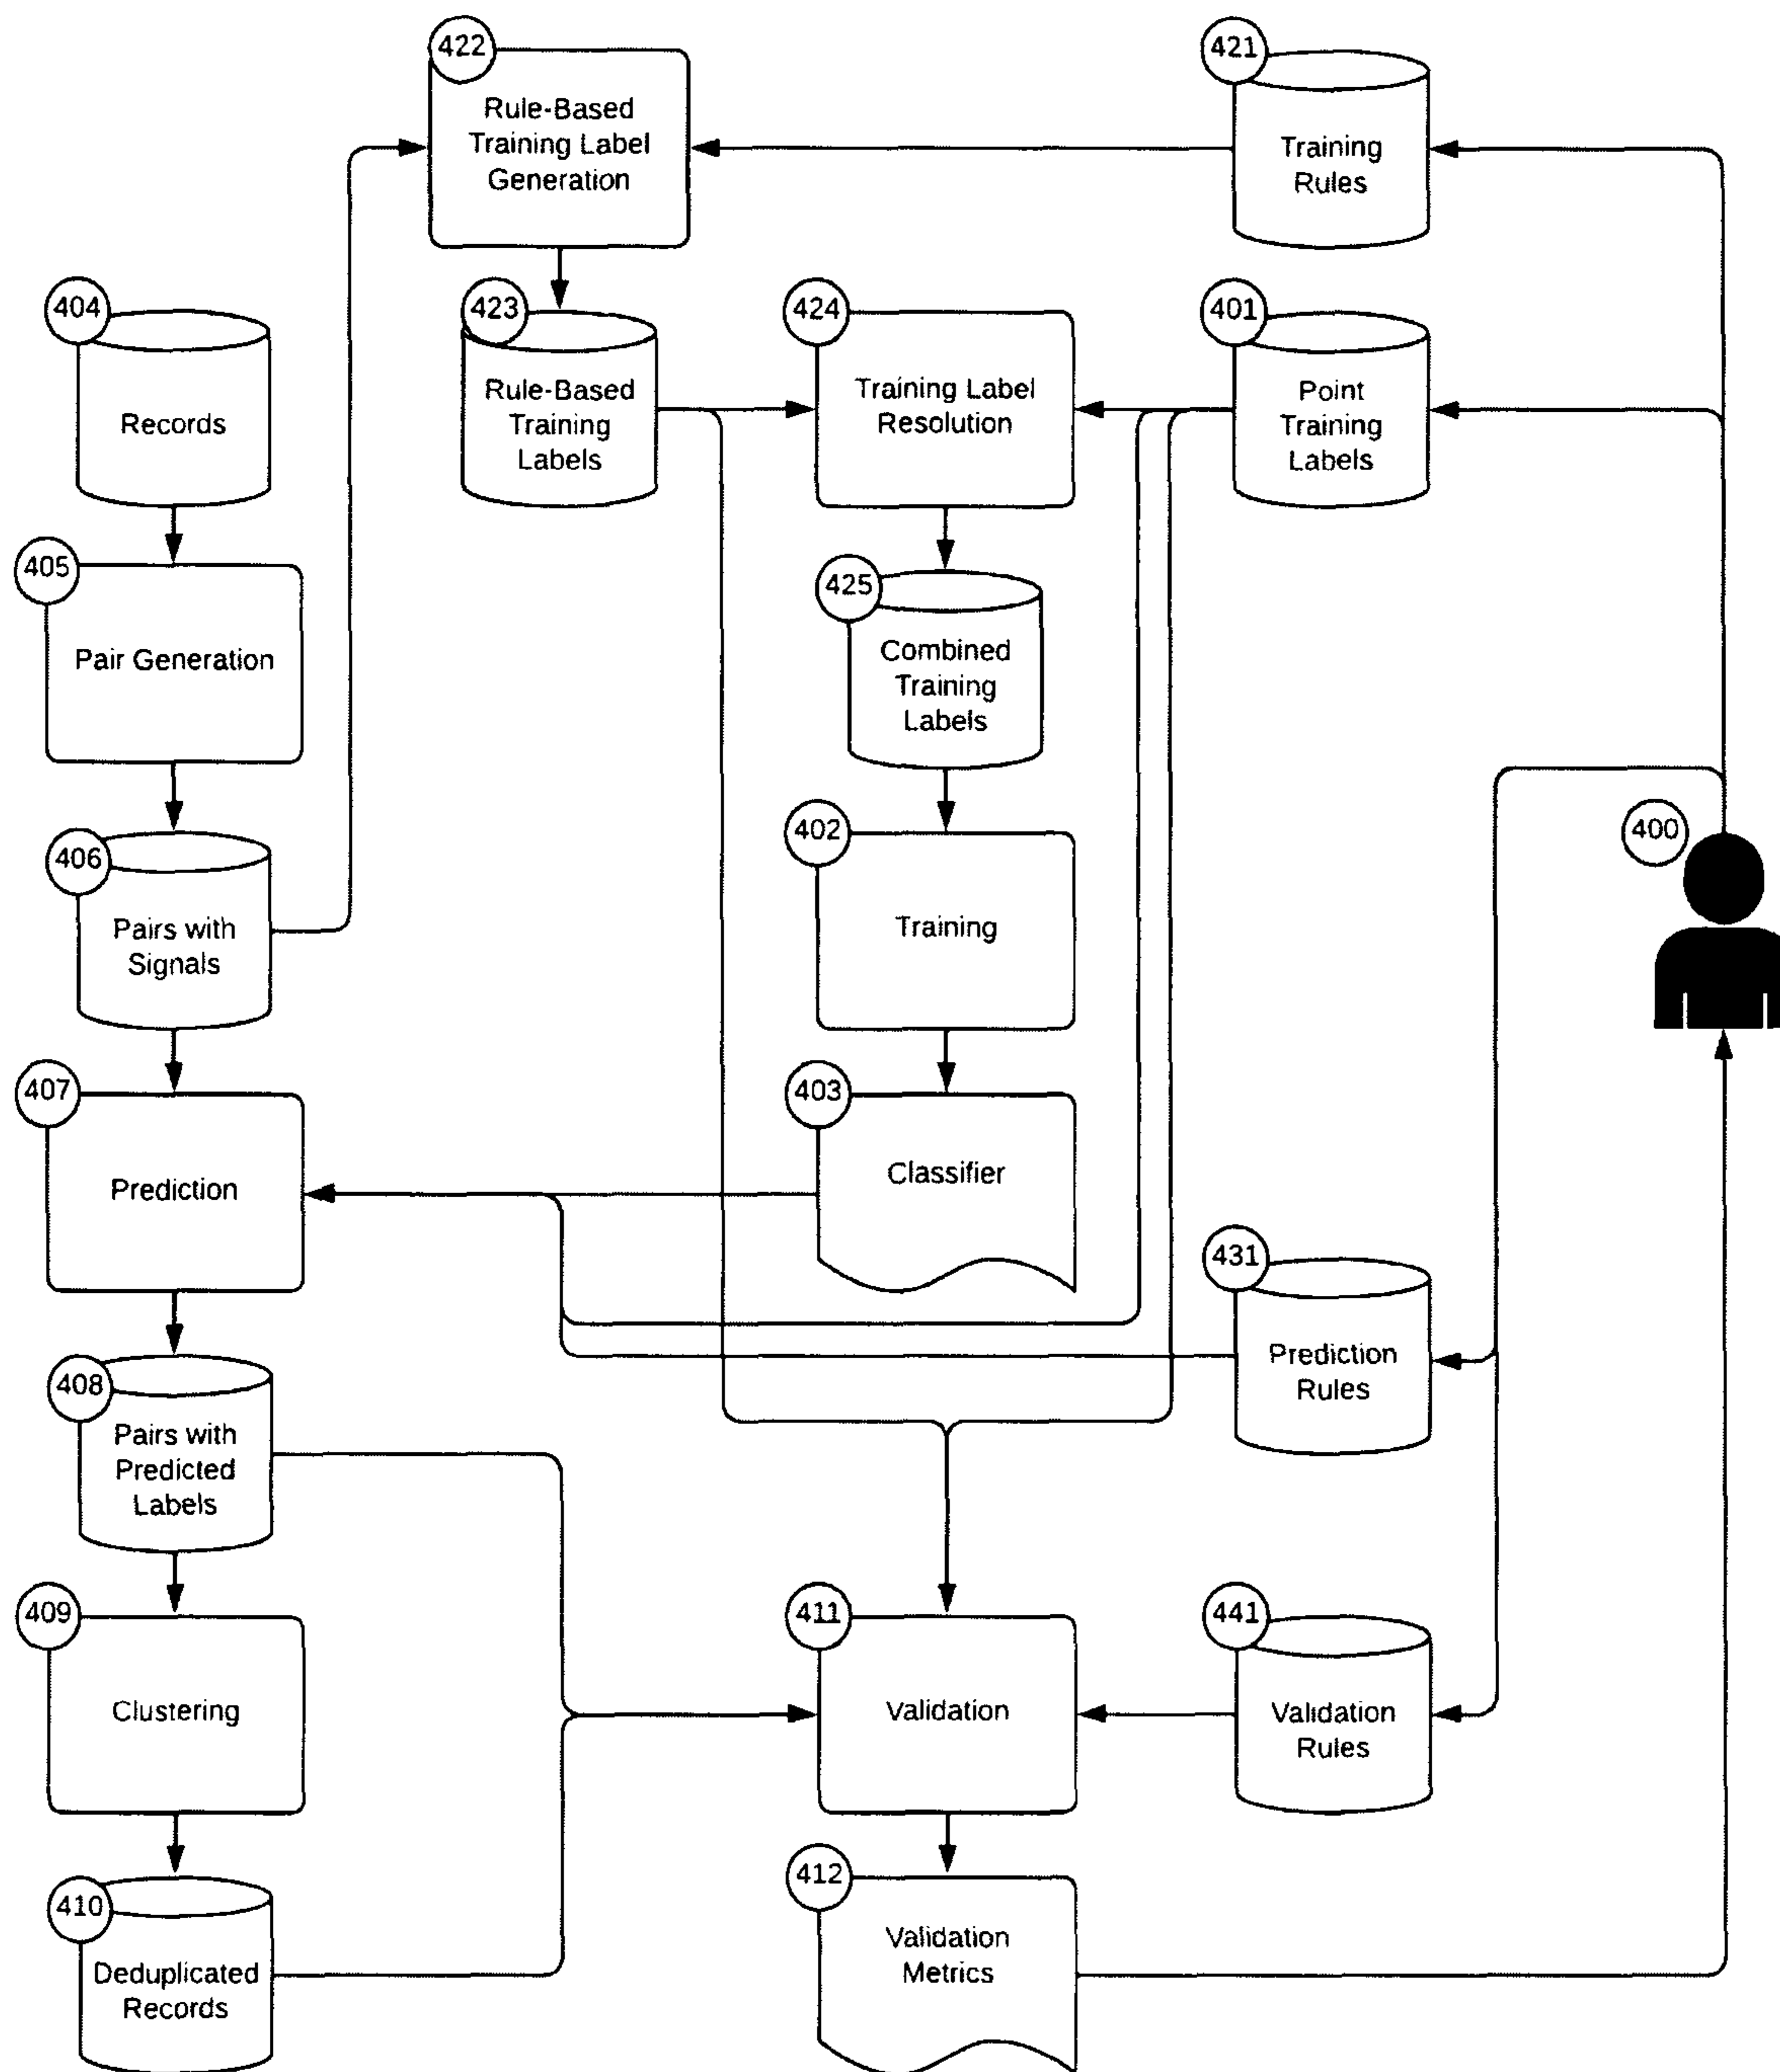 422
Rule-Based
Training Label
Generation
421
Training
Rules
404
Records
423
Rule-Based
Training
Labels
424
Training Label
Resolution
401
Point
Training
Labels
405
Pair Generation
425
Combined
Training
Labels
406
Pairs with
Signals
402
Training
400
407
Prediction
403
Classifier
431
Prediction
Rules
408
Pairs with
Predicted
Labels
409
Clustering
411
Validation
441
Validation
Rules
410
Deduplicated
Records
412
Validation
Metrics